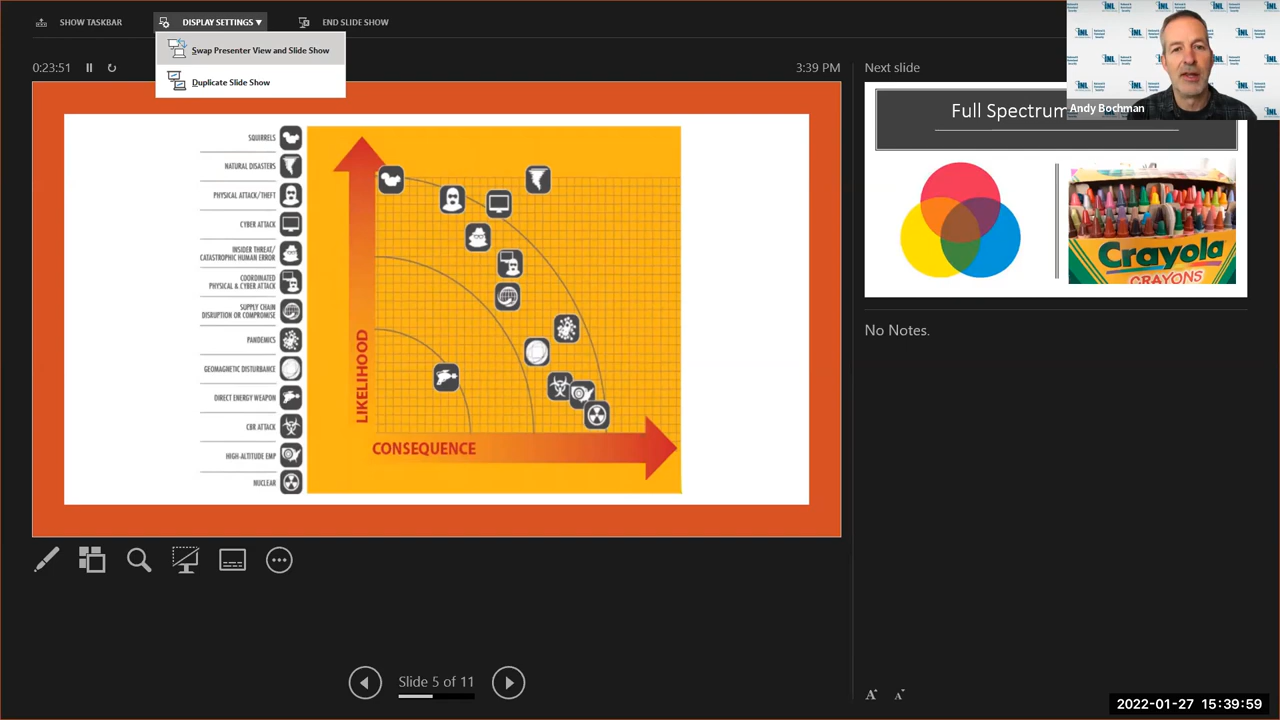 SHOW TASKBAR
DISPLAY SETTINGS ▼
END SLIDE SHOW
Swap Presenter View and Slide Show
Duplicate Slide Show
0:23:51
3:39 PM
Next slide
INL
Andy Bochman
Full Spectrum
Crayola
CRAYONS
No Notes.
SQUIRRELS
NATURAL DISASTERS
PHYSICAL ATTACK/THEFT
CYBER ATTACK
INSIDER THREAT/
CATASTROPHIC HUMAN ERROR
COORDINATED
PHYSICAL & CYBER ATTACK
SUPPLY CHAIN
DISRUPTION OR COMPROMISE
PANDEMICS
GEOMAGNETIC DISTURBANCE
DIRECT ENERGY WEAPON
CBR ATTACK
HIGH-ALTITUDE EMP
NUCLEAR
LIKELIHOOD
CONSEQUENCE
Slide 5 of 11
A
A
2022-01-27 15:39:59